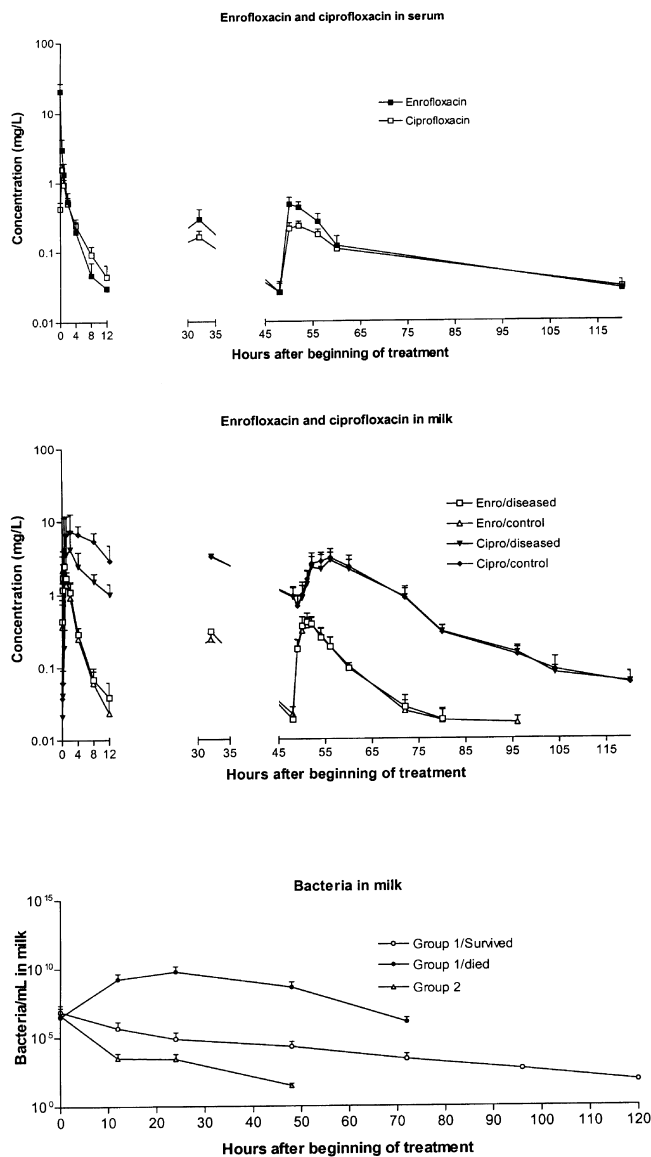 Enrofloxacin and ciprofloxacin in serum
100
10
1
0.1
0.01
Concentration (mg/L)
Enrofloxacin
Ciprofloxacin
0 4 8 12 30 35 45 55 65 75 85 95 105 115
Hours after beginning of treatment
Enrofloxacin and ciprofloxacin in milk
100
10
1
0.1
0.01
Concentration (mg/L)
Enro/diseased
Enro/control
Cipro/diseased
Cipro/control
0 4 8 12 30 35 45 55 65 75 85 95 105 115
Hours after beginning of treatment
Bacteria in milk
10^15
10^10
10^5
10^0
Bacteria/mL in milk
Group 1/Survived
Group 1/died
Group 2
0 10 20 30 40 50 60 70 80 90 100 110 120
Hours after beginning of treatment